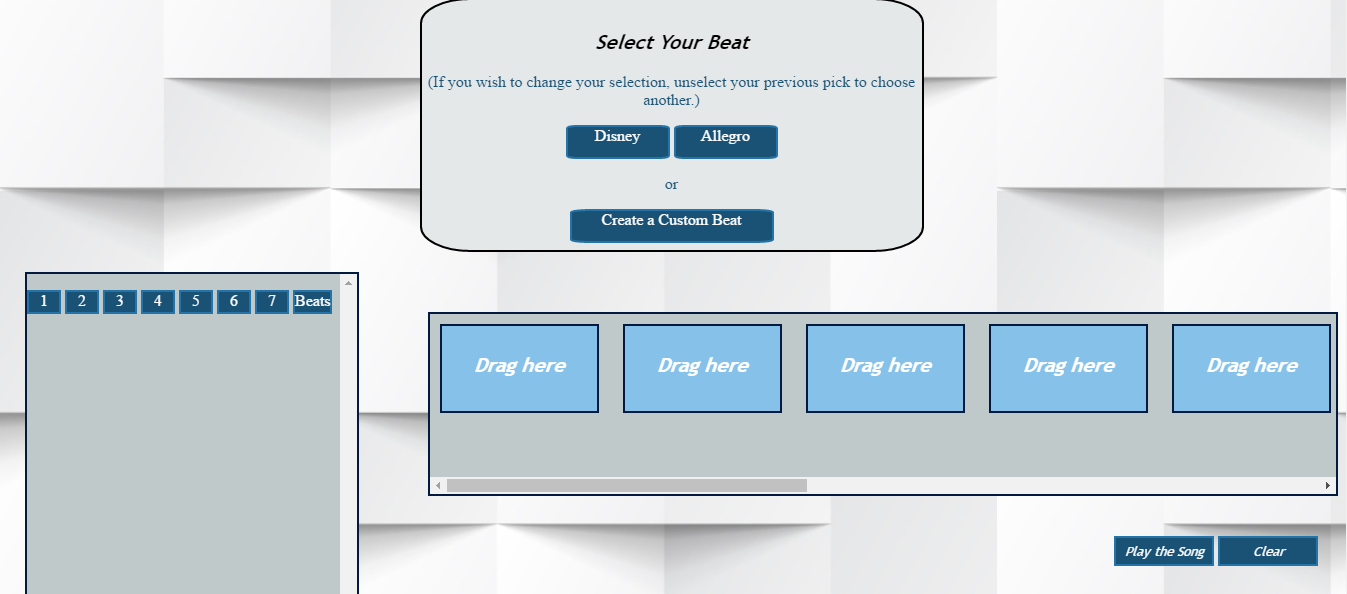 Select Your Beat
(If you wish to change your selection, unselect your previous pick to choose
another.)
Disney Allegro
or
Create a Custom Beat
1 2 3 4 5 6 7 Beats
Drag here Drag here Drag here Drag here Drag here
Play the Song Clear